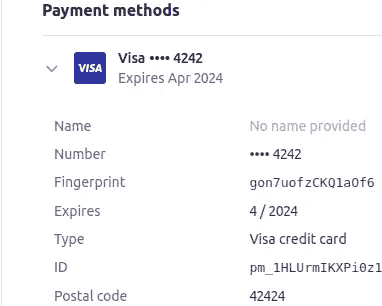 Payment methods
VISA
Visa •••• 4242
Expires Apr 2024
Name No name provided
Number •••• 4242
Fingerprint gon7uofzCKQ1aOf6
Expires 4 / 2024
Type Visa credit card
ID pm_1HLUrmIKXPi0z1
Postal code 42424